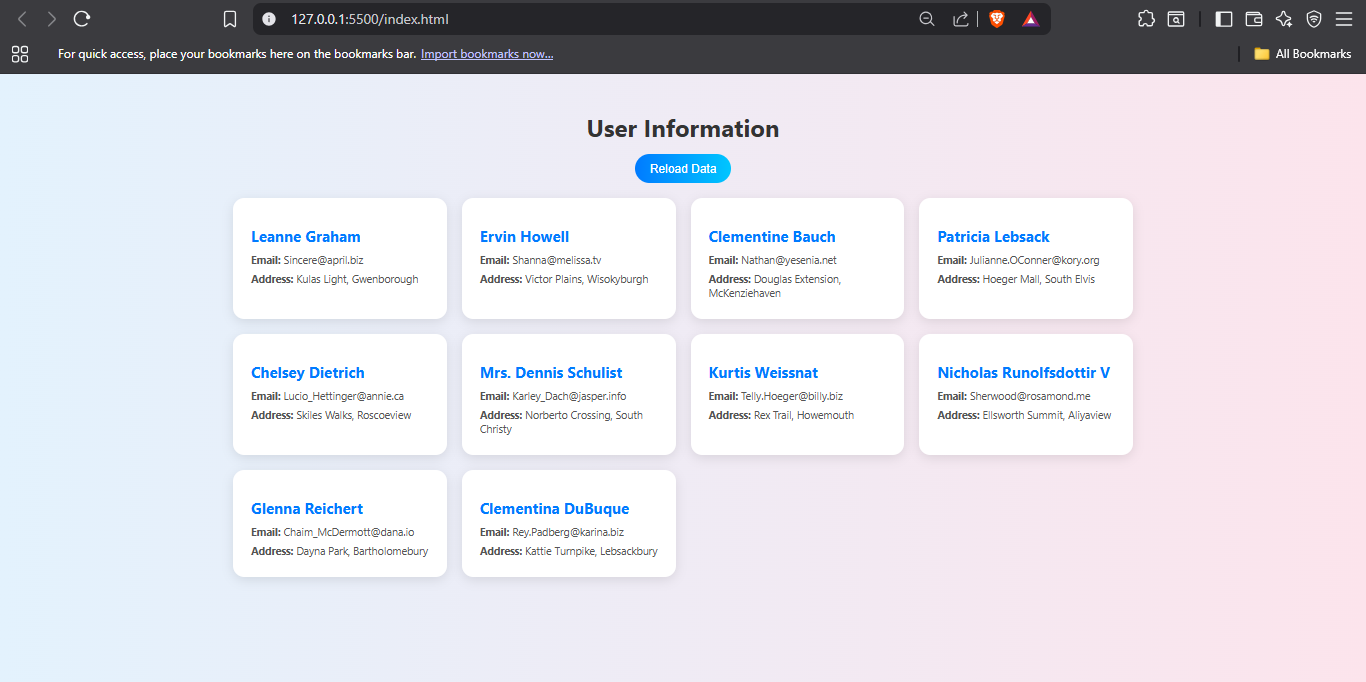 127.0.0.1:5500/index.html
For quick access, place your bookmarks here on the bookmarks bar. Import bookmarks now...
All Bookmarks
User Information
Reload Data
Leanne Graham
Email: Sincere@april.biz
Address: Kulas Light, Gwenborough
Ervin Howell
Email: Shanna@melissa.tv
Address: Victor Plains, Wisokyburgh
Clementine Bauch
Email: Nathan@yesenia.net
Address: Douglas Extension,
McKenziehaven
Patricia Lebsack
Email: Julianne.OConner@kory.org
Address: Hoeger Mall, South Elvis
Chelsey Dietrich
Email: Lucio_Hettinger@annie.ca
Address: Skiles Walks, Roscoeview
Mrs. Dennis Schulist
Email: Karley_Dach@jasper.info
Address: Norberto Crossing, South
Christy
Kurtis Weissnat
Email: Telly.Hoeger@billy.biz
Address: Rex Trail, Howemouth
Nicholas Runolfsdottir V
Email: Sherwood@rosamond.me
Address: Ellsworth Summit, Aliyaview
Glenna Reichert
Email: Chaim_McDermott@dana.io
Address: Dayna Park, Bartholomebury
Clementina DuBuque
Email: Rey.Padberg@karina.biz
Address: Kattie Turnpike, Lebsackbury